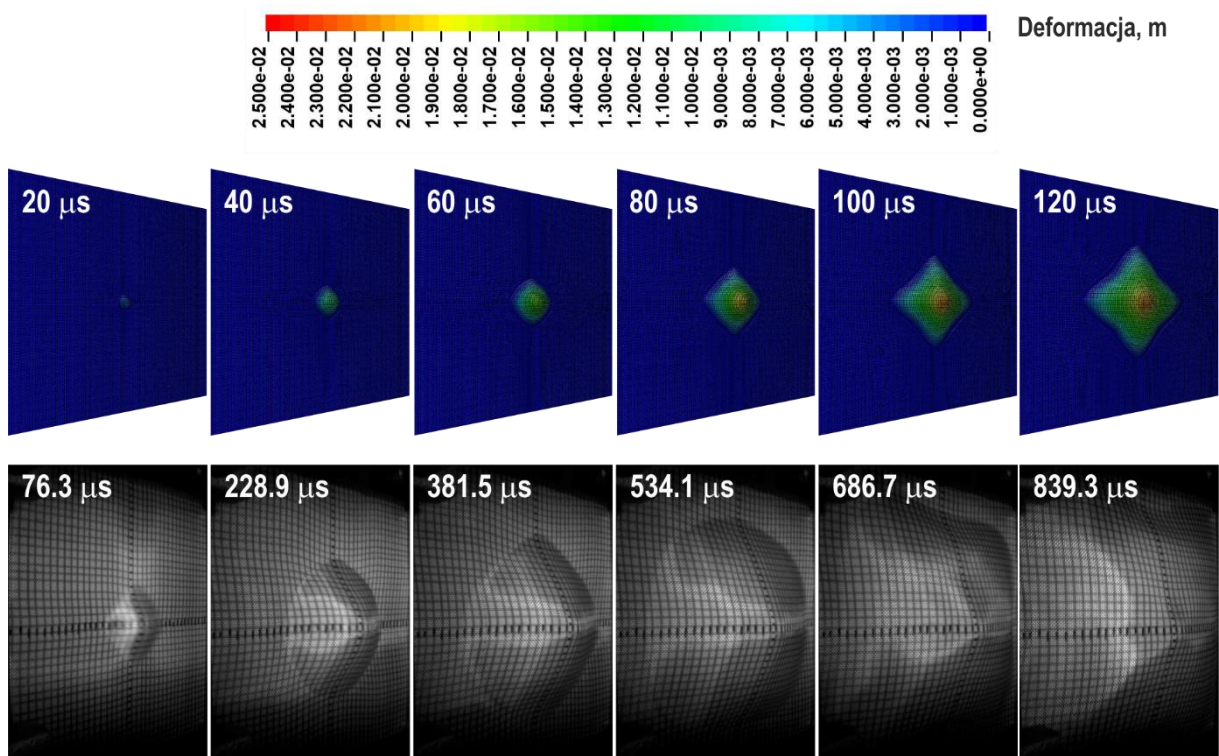 Deformacja, m
2.500e-02
2.400e-02
2.300e-02
2.200e-02
2.100e-02
2.000e-02
1.900e-02
1.800e-02
1.700e-02
1.600e-02
1.500e-02
1.400e-02
1.300e-02
1.200e-02
1.100e-02
1.000e-02
9.000e-03
8.000e-03
7.000e-03
6.000e-03
5.000e-03
4.000e-03
3.000e-03
2.000e-03
1.000e-03
0.000e+00
20 μs
40 μs
60 μs
80 μs
100 μs
120 μs
76.3 μs
228.9 μs
381.5 μs
534.1 μs
686.7 μs
839.3 μs